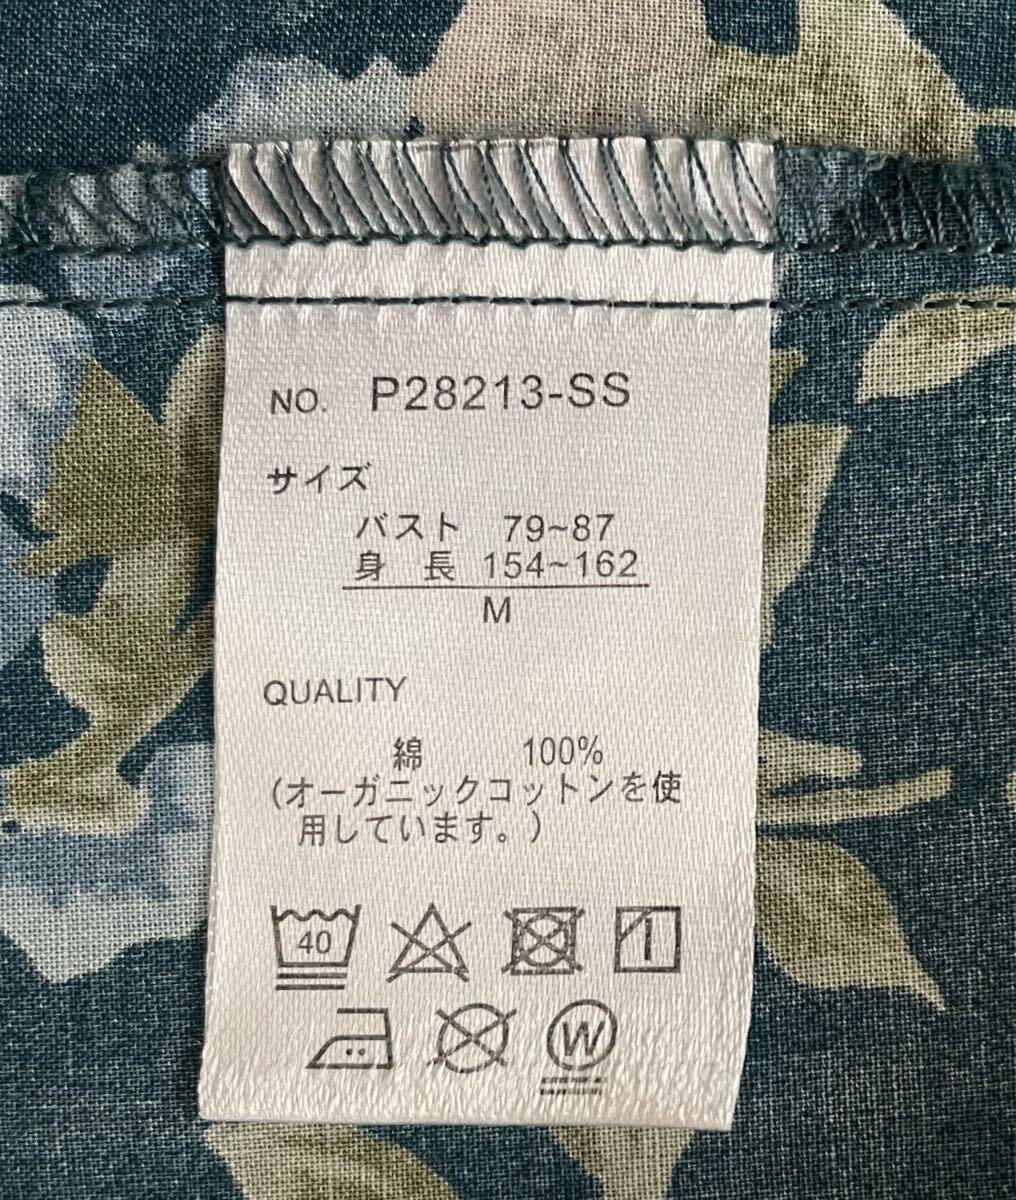 NO. P28213-SS
サイズ
バスト 79~87
身長 154~162
M
QUALITY
綿 100%
(オーガニックコットンを使
用しています。)
40
W